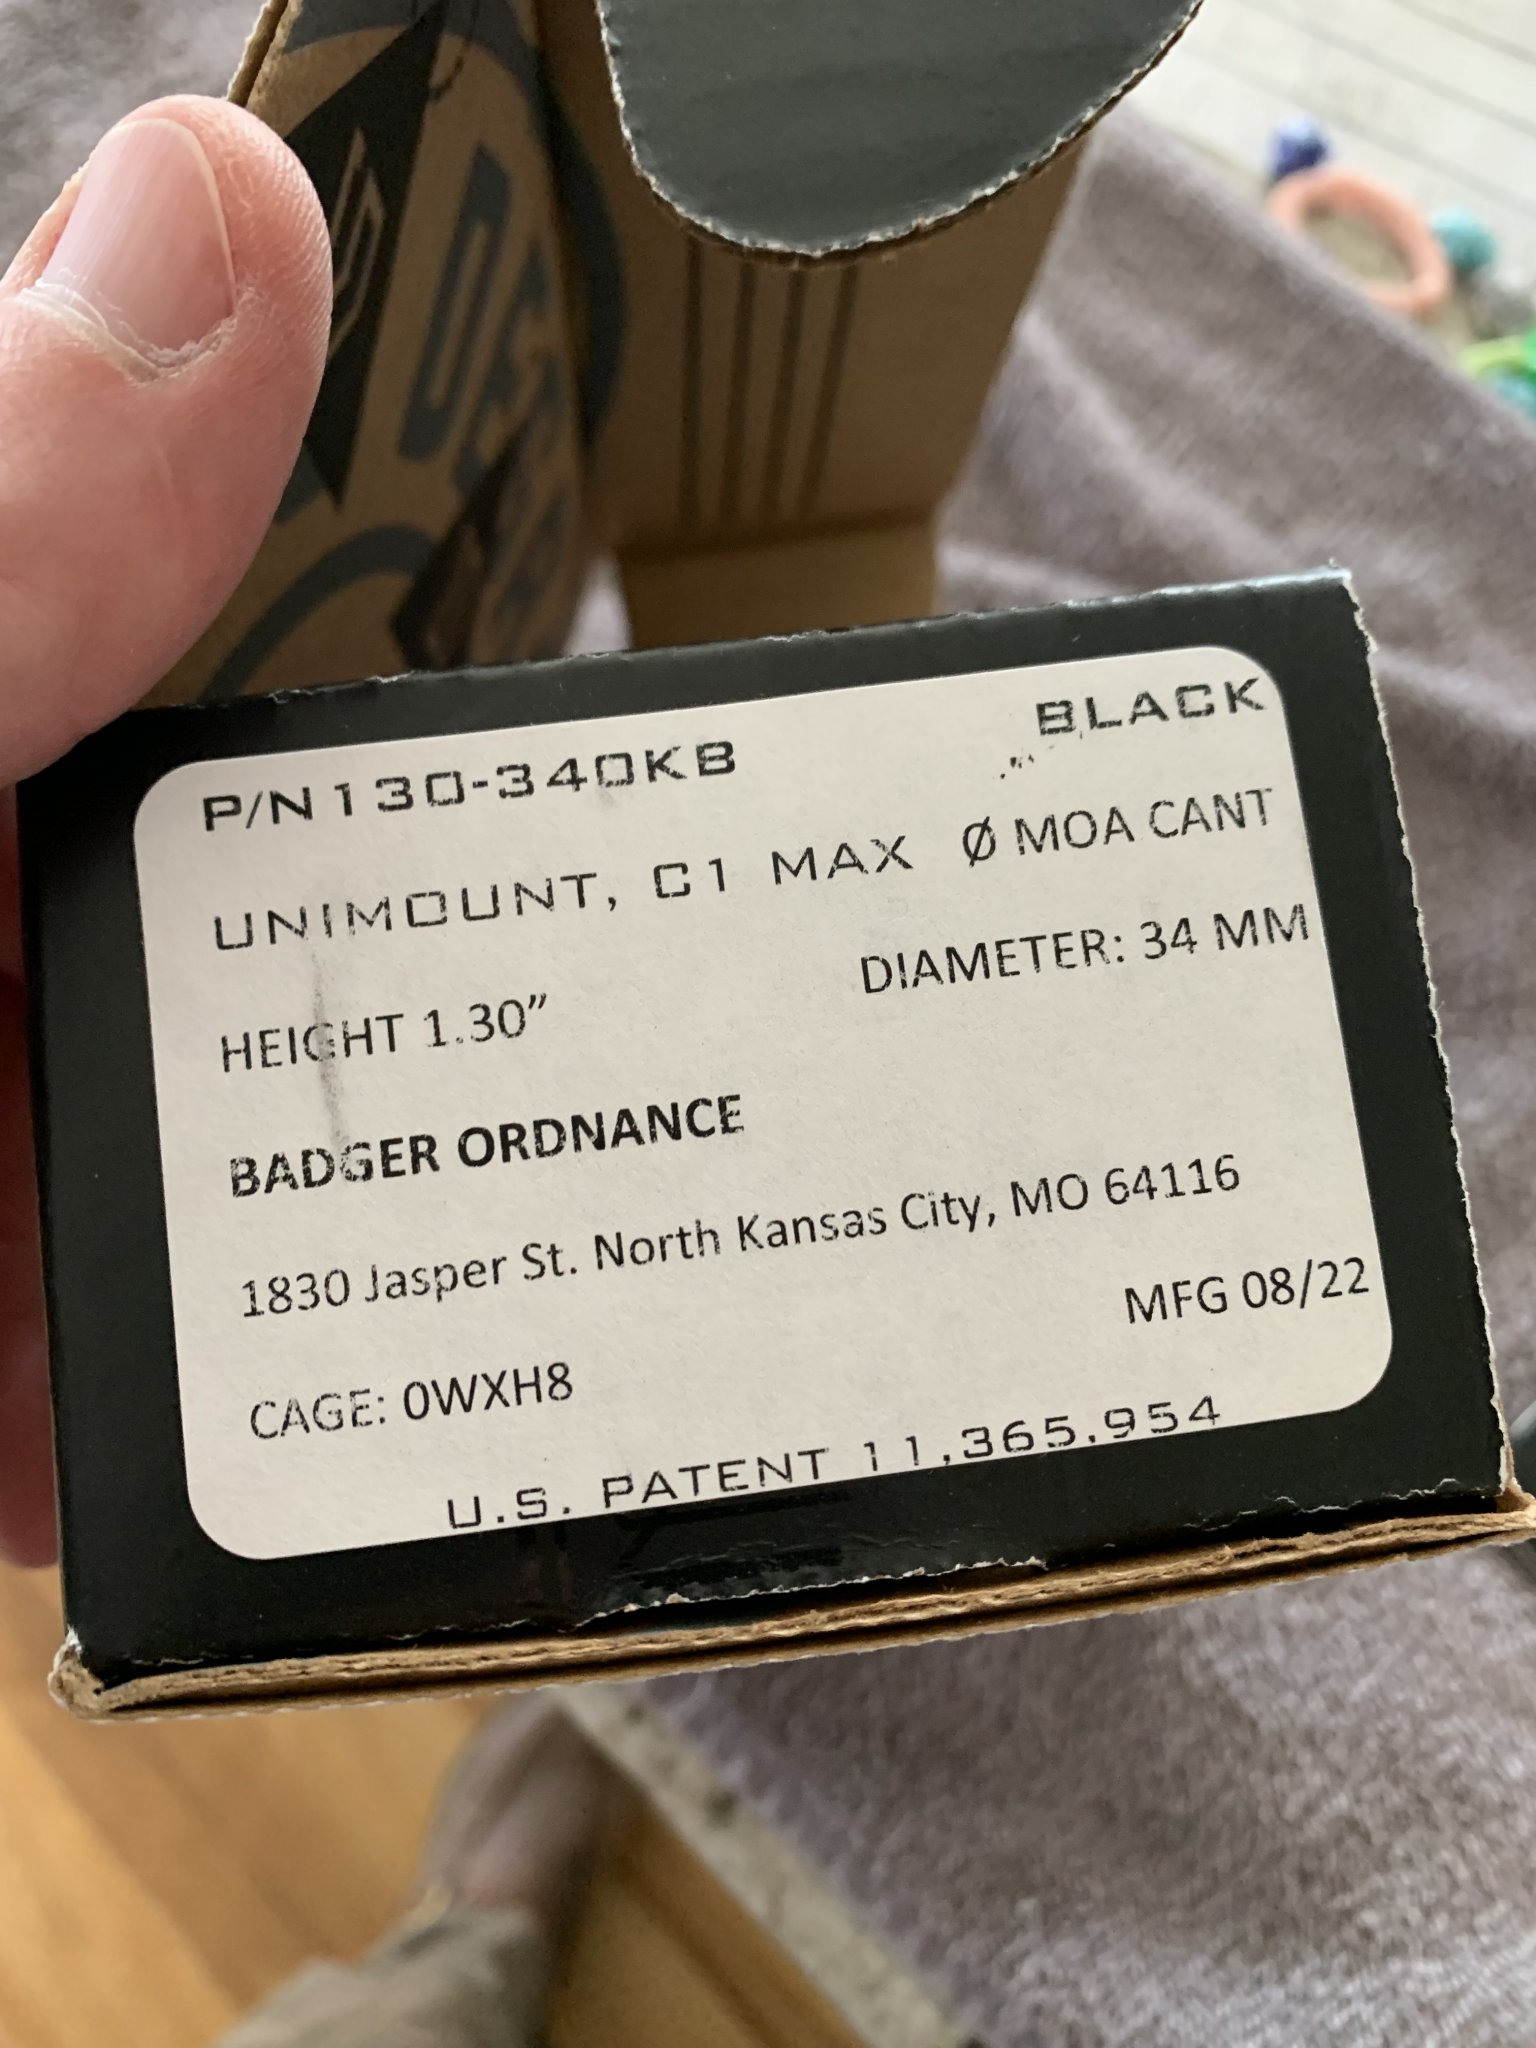 P/N 130-340KB BLACK
UNIMOUNT, C1 MAX Ø MOA CANT
HEIGHT 1.30” DIAMETER: 34 MM
BADGER ORDNANCE
1830 Jasper St. North Kansas City, MO 64116
MFG 08/22
CAGE: 0WXH8
U.S. PATENT 11,365,954